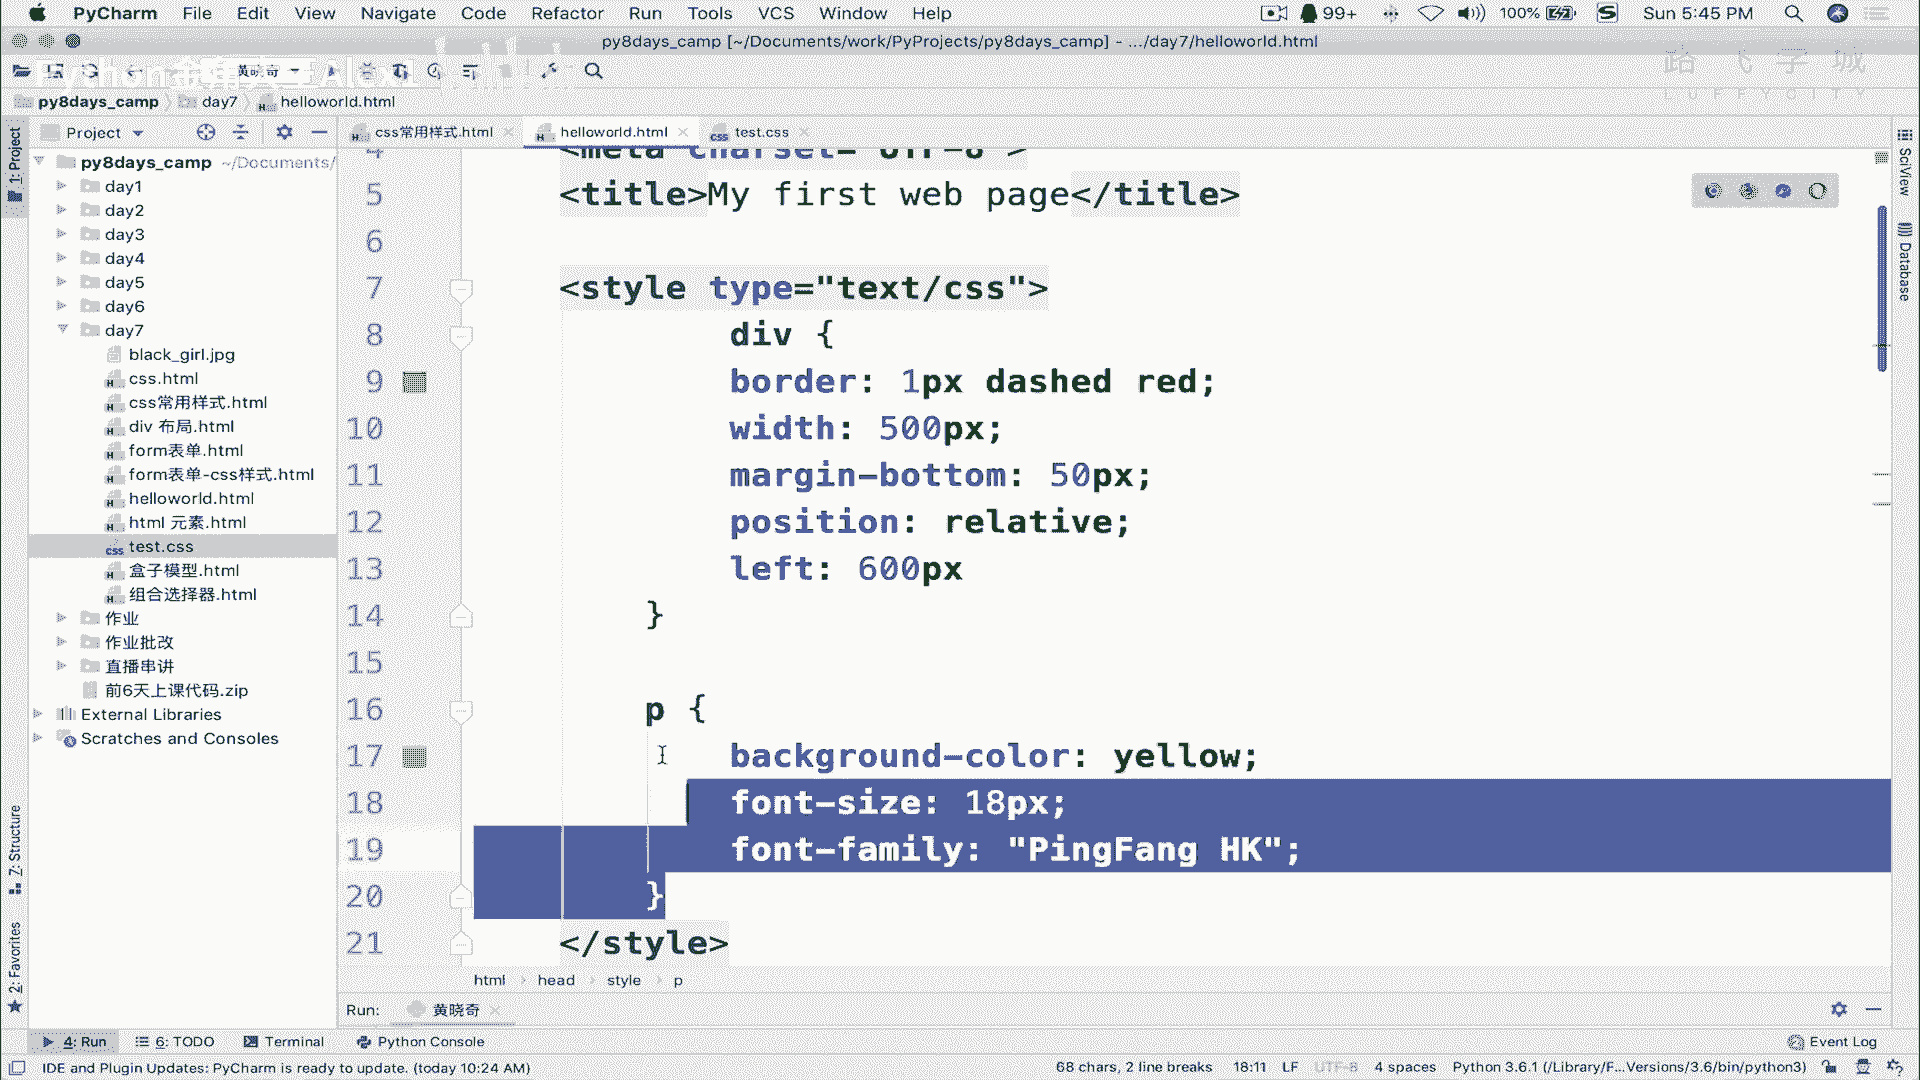 PyCharm File Edit View Navigate Code Refactor Run Tools VCS Window Help 99+ 100% Sun 5:45 PM
py8days_camp [~/Documents/work/PyProjects/py8days_camp] - .../day7/helloworld.html
黄晓奇
路飞学城
LUFFYCITY
py8days_camp day7 helloworld.html
Project
css常用样式.html helloworld.html test.css
1: Project
7: Structure
2: Favorites
SciView
Database
py8days_camp ~/Documents/
day1
day2
day3
day4
day5
day6
day7
black_girl.jpg
css.html
css常用样式.html
div 布局.html
form表单.html
form表单-css样式.html
helloworld.html
html 元素.html
test.css
盒子模型.html
组合选择器.html
作业
作业批改
直播串讲
前6天上课代码.zip
External Libraries
Scratches and Consoles
4 <meta charset="UTF-8">
5 <title>My first web page</title>
6
7 <style type="text/css">
8 div {
9 border: 1px dashed red;
10 width: 500px;
11 margin-bottom: 50px;
12 position: relative;
13 left: 600px
14 }
15
16 p {
17 background-color: yellow;
18 font-size: 18px;
19 font-family: "PingFang HK";
20 }
21 </style>
html head style p
Run: 黄晓奇
4: Run 6: TODO Terminal Python Console Event Log
IDE and Plugin Updates: PyCharm is ready to update. (today 10:24 AM) 68 chars, 2 line breaks 18:11 LF UTF-8 4 spaces Python 3.6.1 (/Library/F...Versions/3.6/bin/python3)